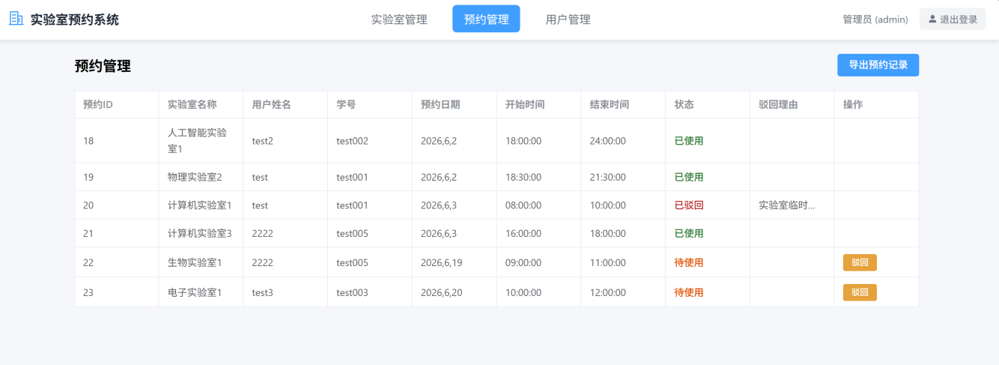 实验室预约系统 实验室管理 预约管理 用户管理 管理员 (admin) 退出登录
预约管理 导出预约记录
预约ID 实验室名称 用户姓名 学号 预约日期 开始时间 结束时间 状态 驳回理由 操作
18 人工智能实验室1 test2 test002 2026,6,2 18:00:00 24:00:00 已使用
19 物理实验室2 test test001 2026,6,2 18:30:00 21:30:00 已使用
20 计算机实验室1 test test001 2026,6,3 08:00:00 10:00:00 已驳回 实验室临时...
21 计算机实验室3 2222 test005 2026,6,3 16:00:00 18:00:00 已使用
22 生物实验室1 2222 test005 2026,6,19 09:00:00 11:00:00 待使用 驳回
23 电子实验室1 test3 test003 2026,6,20 10:00:00 12:00:00 待使用 驳回